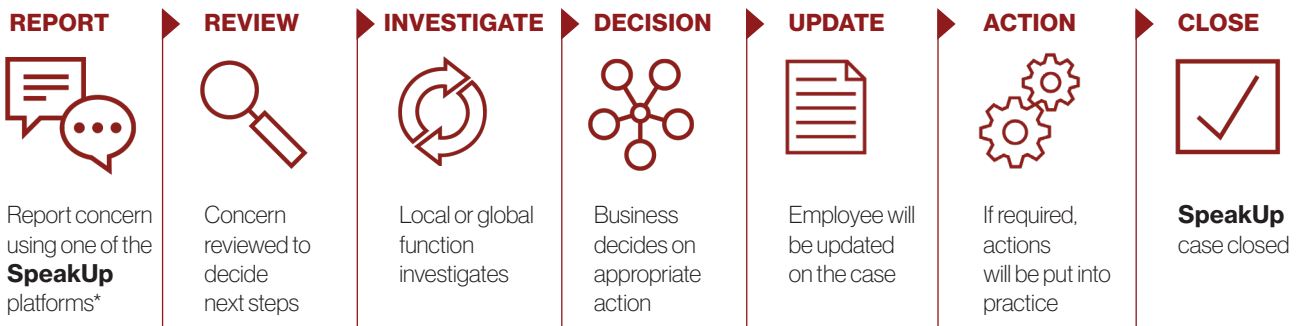 REPORT
Report concern
using one of the
SpeakUp
platforms*
REVIEW
Concern
reviewed to
decide
next steps
INVESTIGATE
Local or global
function
investigates
DECISION
Business
decides on
appropriate
action
UPDATE
Employee will
be updated
on the case
ACTION
If required,
actions
will be put into
practice
CLOSE
SpeakUp
case closed